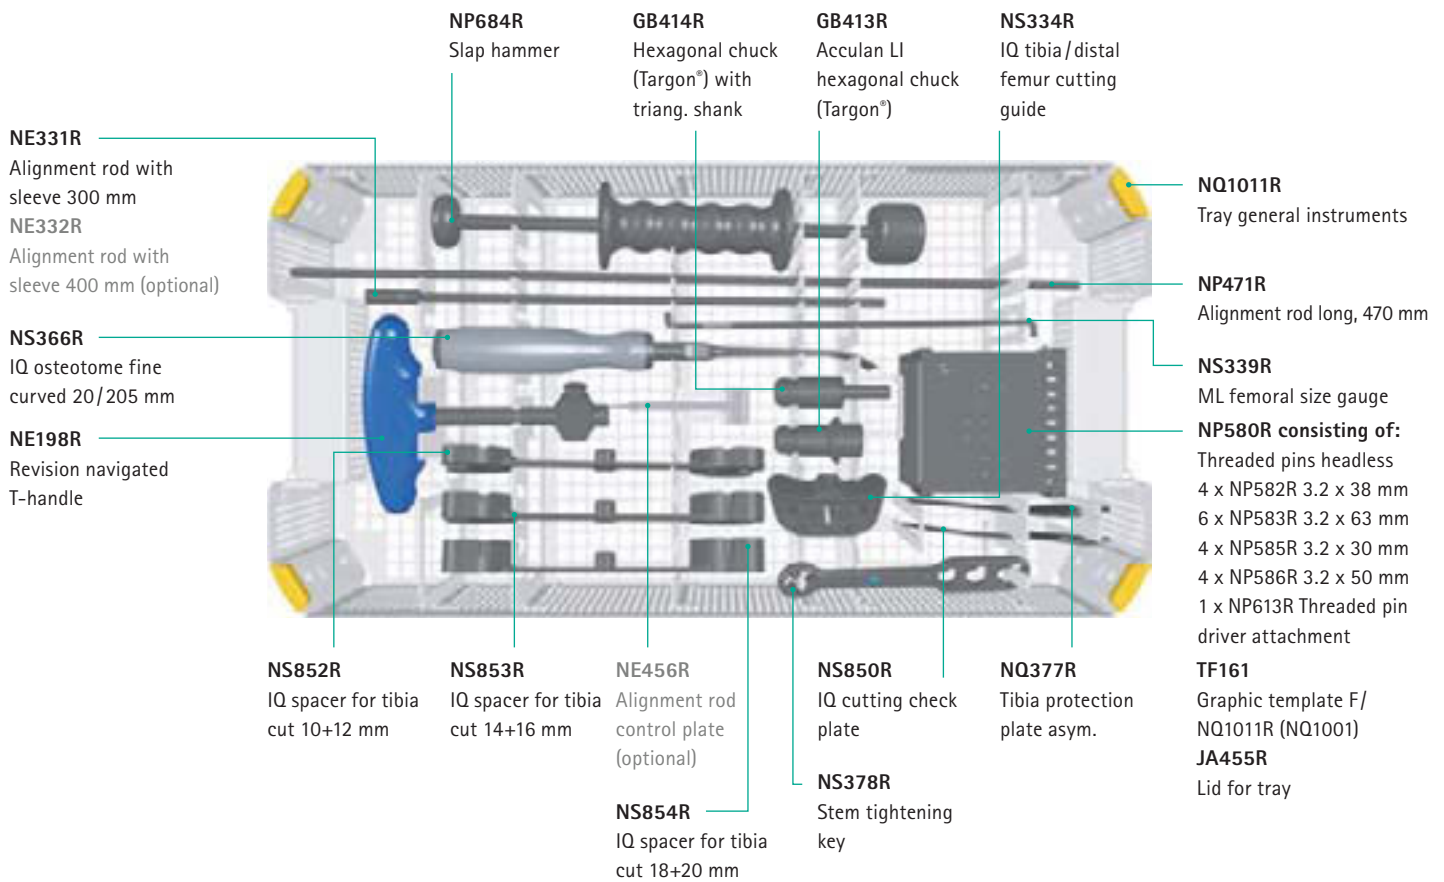 NP684R
Slap hammer
GB414R
Hexagonal chuck
(Targon®) with
triang. shank
GB413R
Acculan LI
hexagonal chuck
(Targon®)
NS334R
IQ tibia/distal
femur cutting
guide
NE331R
Alignment rod with
sleeve 300 mm
NE332R
Alignment rod with
sleeve 400 mm (optional)
NS366R
IQ osteotome fine
curved 20/205 mm
NE198R
Revision navigated
T-handle
NQ1011R
Tray general instruments
NP471R
Alignment rod long, 470 mm
NS339R
ML femoral size gauge
NP580R consisting of:
Threaded pins headless
4 x NP582R 3.2 x 38 mm
6 x NP583R 3.2 x 63 mm
4 x NP585R 3.2 x 30 mm
4 x NP586R 3.2 x 50 mm
1 x NP613R Threaded pin
driver attachment
TF161
Graphic template F/
NQ1011R (NQ1001)
JA455R
Lid for tray
NS852R
IQ spacer for tibia
cut 10+12 mm
NS853R
IQ spacer for tibia
cut 14+16 mm
NE456R
Alignment rod
control plate
(optional)
NS854R
IQ spacer for tibia
cut 18+20 mm
NS850R
IQ cutting check
plate
NS378R
Stem tightening
key
NQ377R
Tibia protection
plate asym.